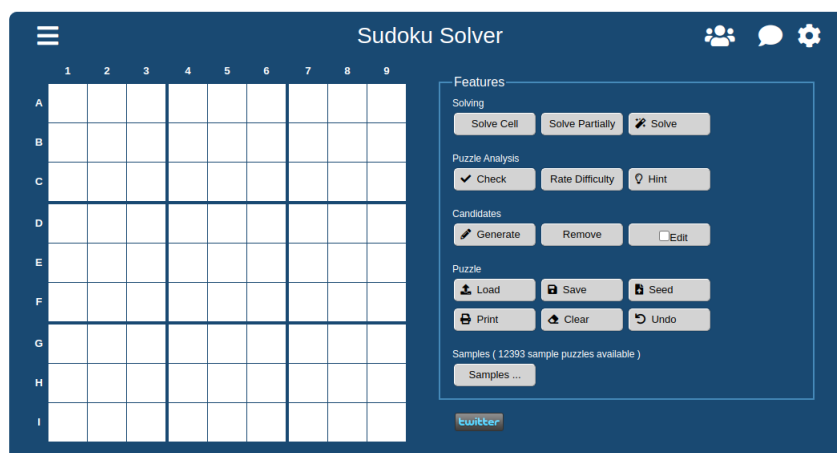 Sudoku Solver
1 2 3 4 5 6 7 8 9
A
B
C
D
E
F
G
H
I
Features
Solving
Solve Cell Solve Partially Solve
Puzzle Analysis
Check Rate Difficulty Hint
Candidates
Generate Remove Edit
Puzzle
Load Save Seed
Print Clear Undo
Samples ( 12393 sample puzzles available )
Samples ...
twitter